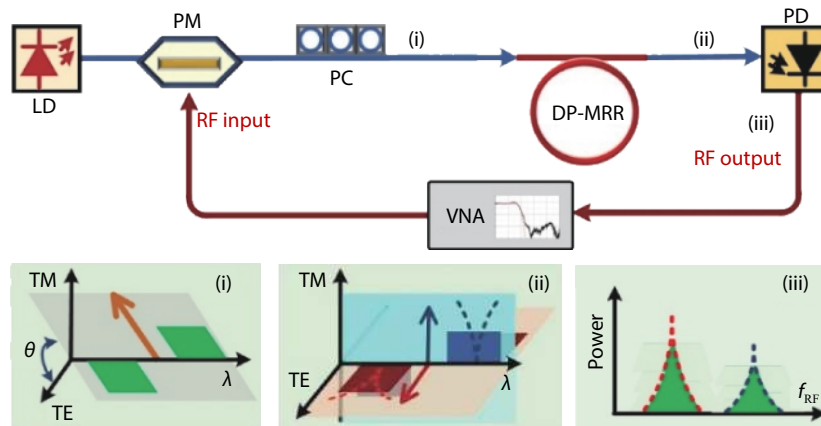 PM
PD
(i)
(ii)
PC
LD
DP-MRR
(iii)
RF input
RF output
VNA
TM
(i)
θ
λ
TE
TM
(ii)
TE
λ
(iii)
Power
fRF